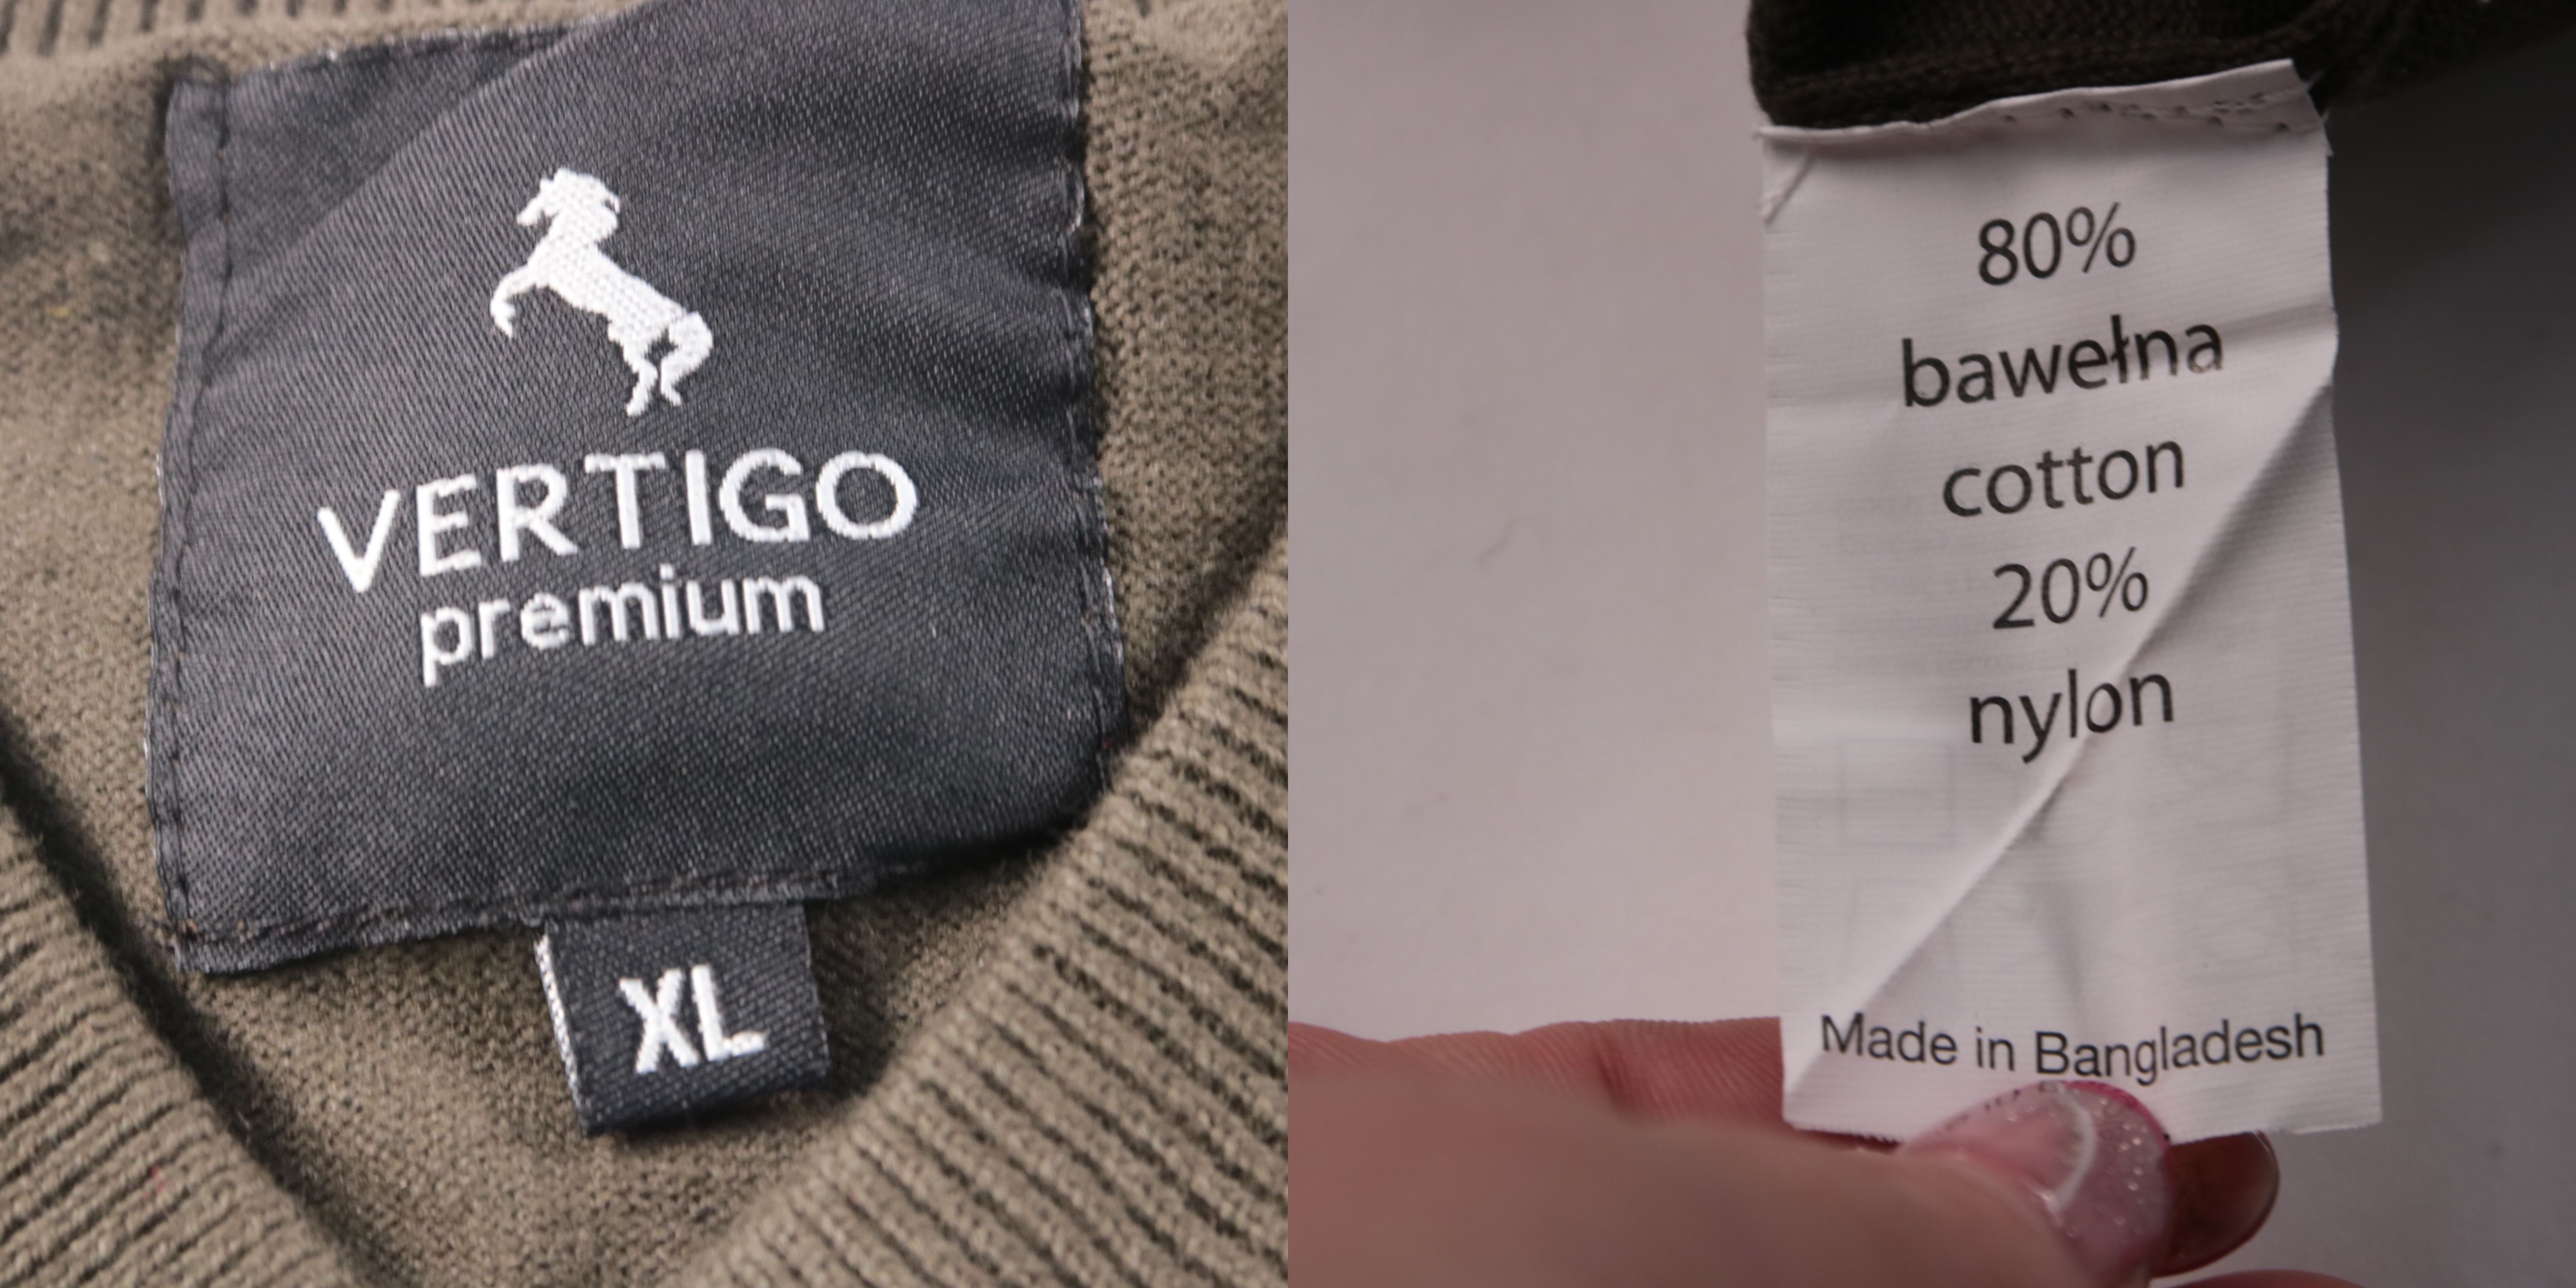 VERTIGO
premium
XL
80%
bawełna
cotton
20%
nylon
Made in Bangladesh